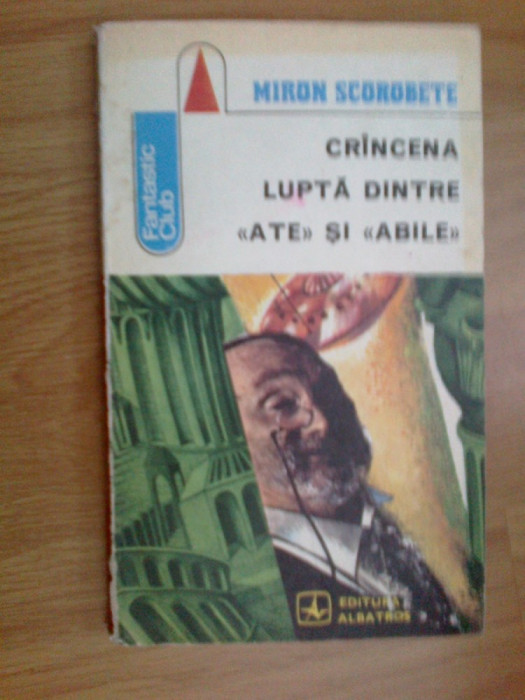 MIRON SCOROBETE
CRÎNCENA
LUPTĂ DINTRE
«ATE» ŞI «ABILE»
Fantastic
Club
EDITURA
ALBATROS